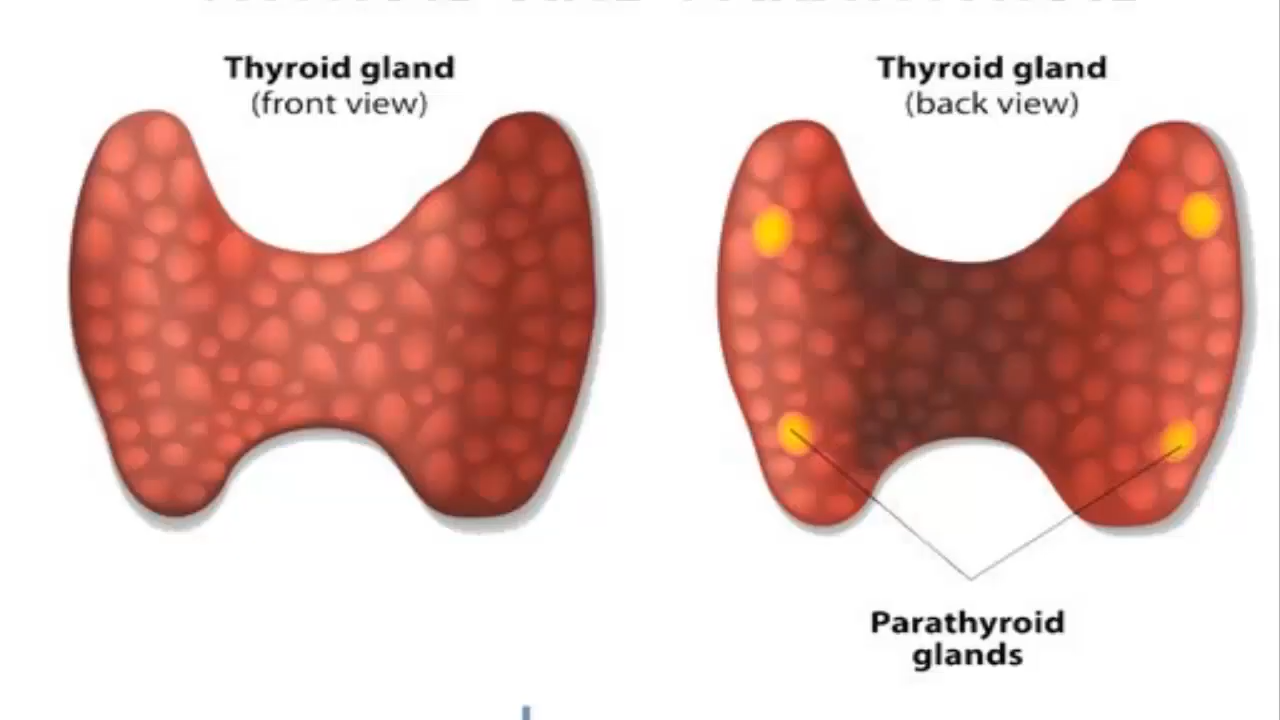 Thyroid gland
(front view)
Thyroid gland
(back view)
Parathyroid
glands